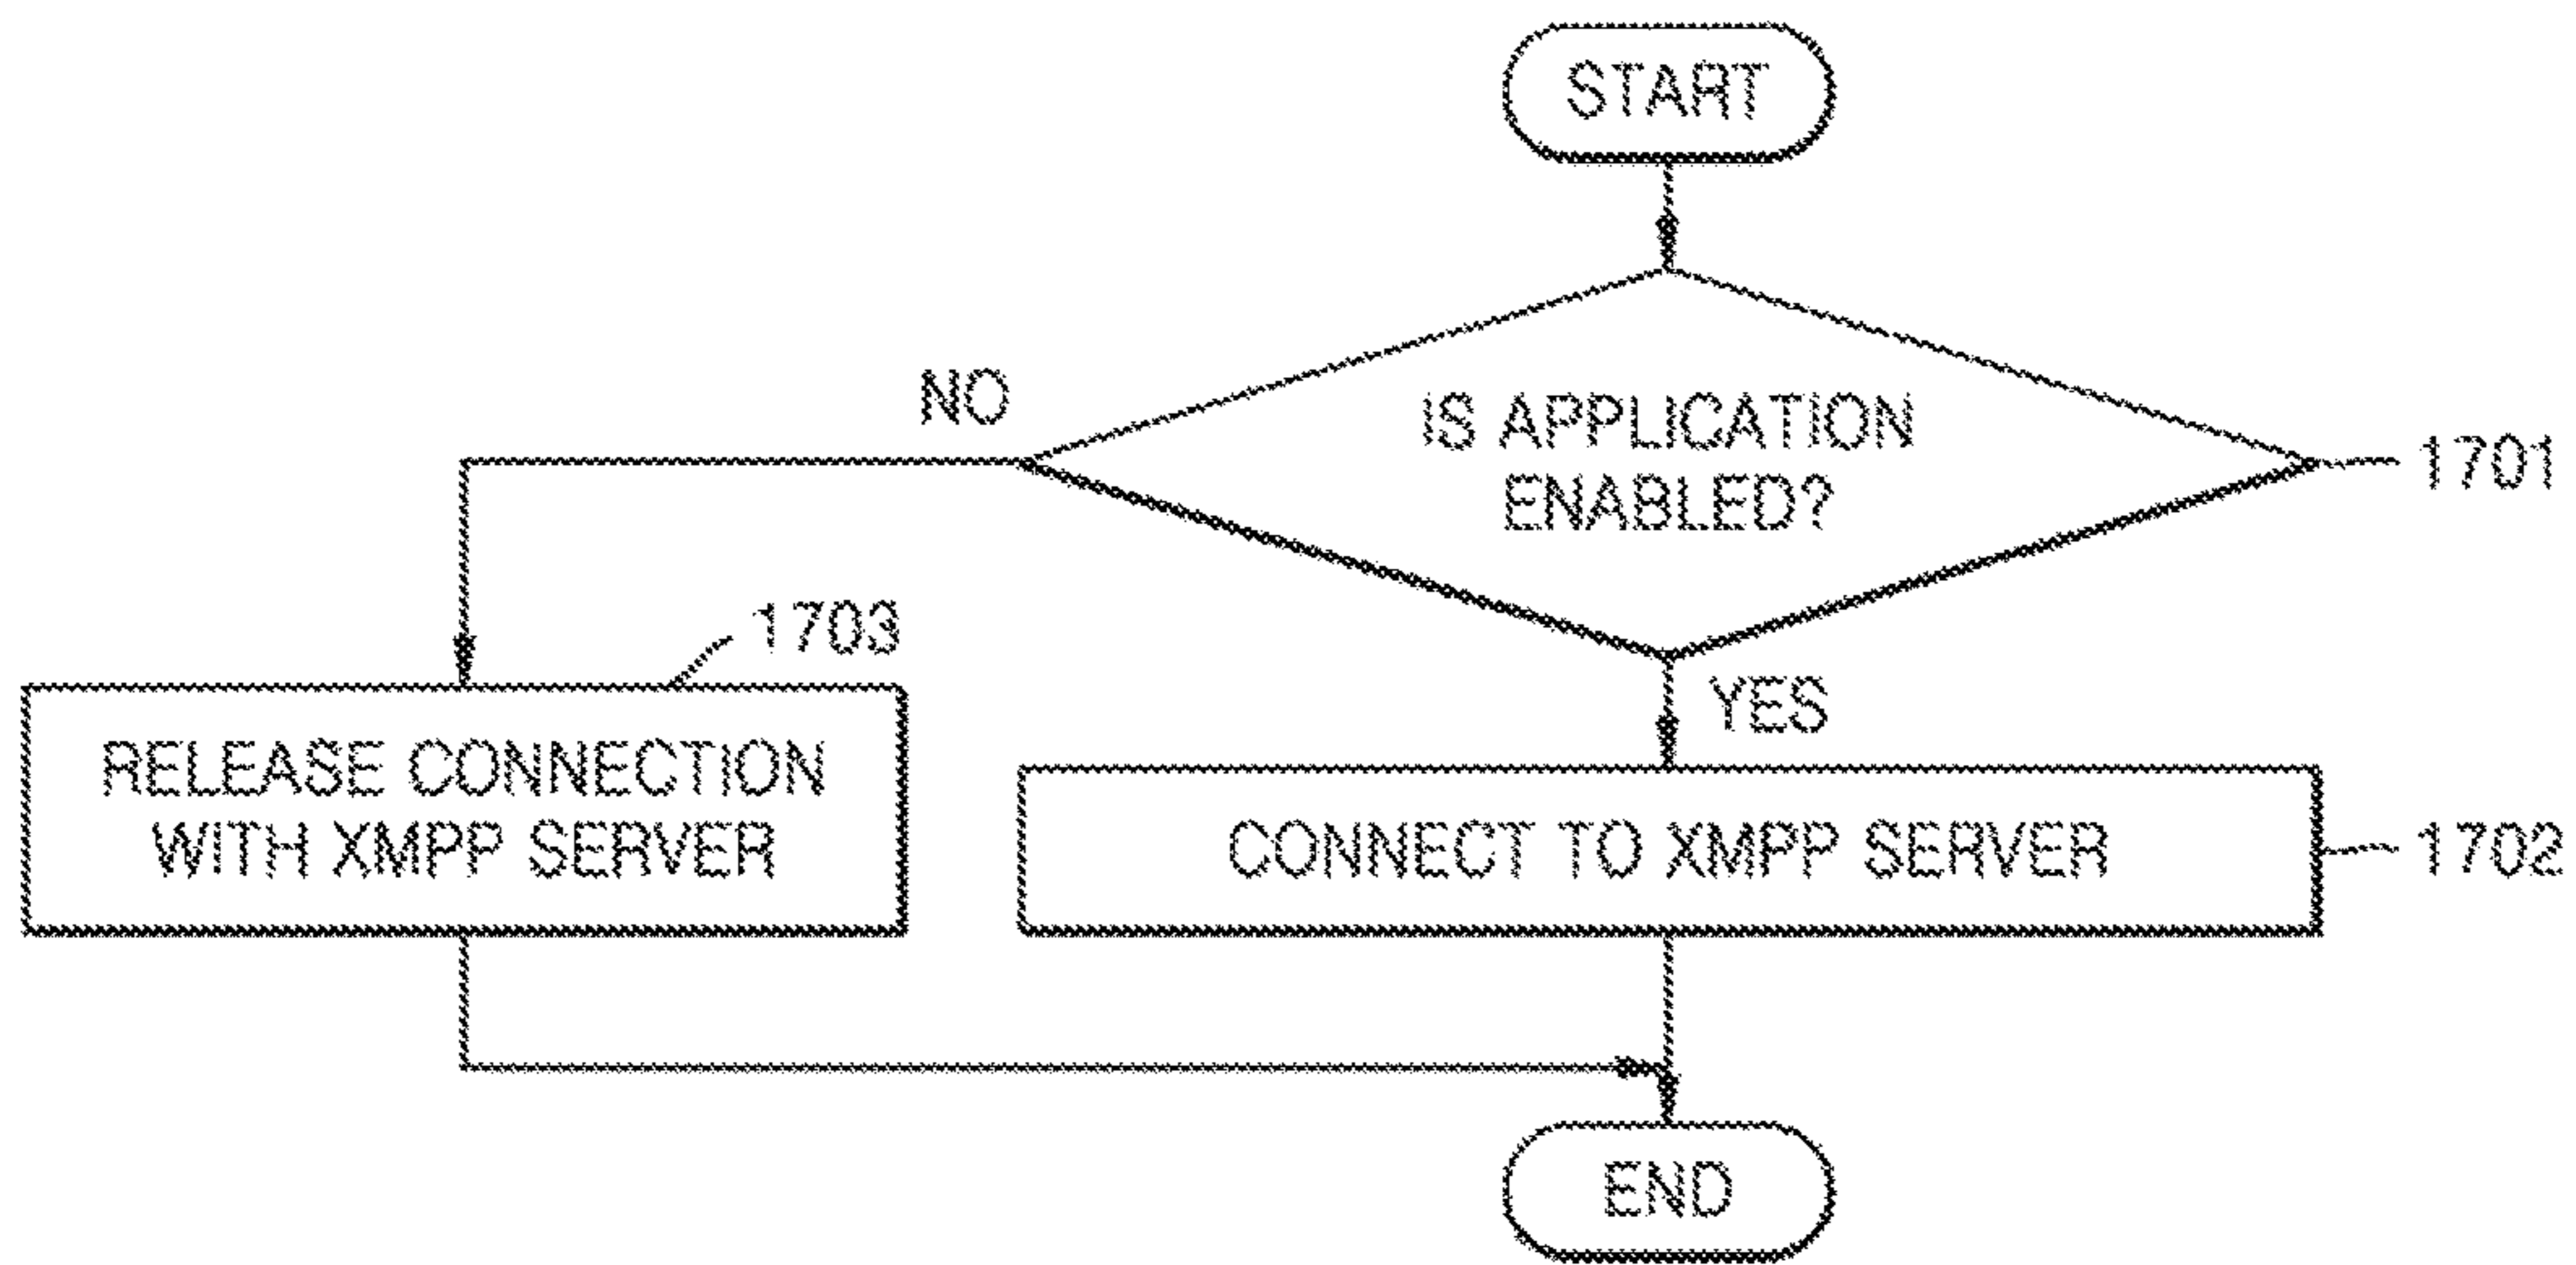 START
NO
IS APPLICATION
ENABLED?
1701
1703
YES
RELEASE CONNECTION
WITH XMPP SERVER
CONNECT TO XMPP SERVER
1702
END